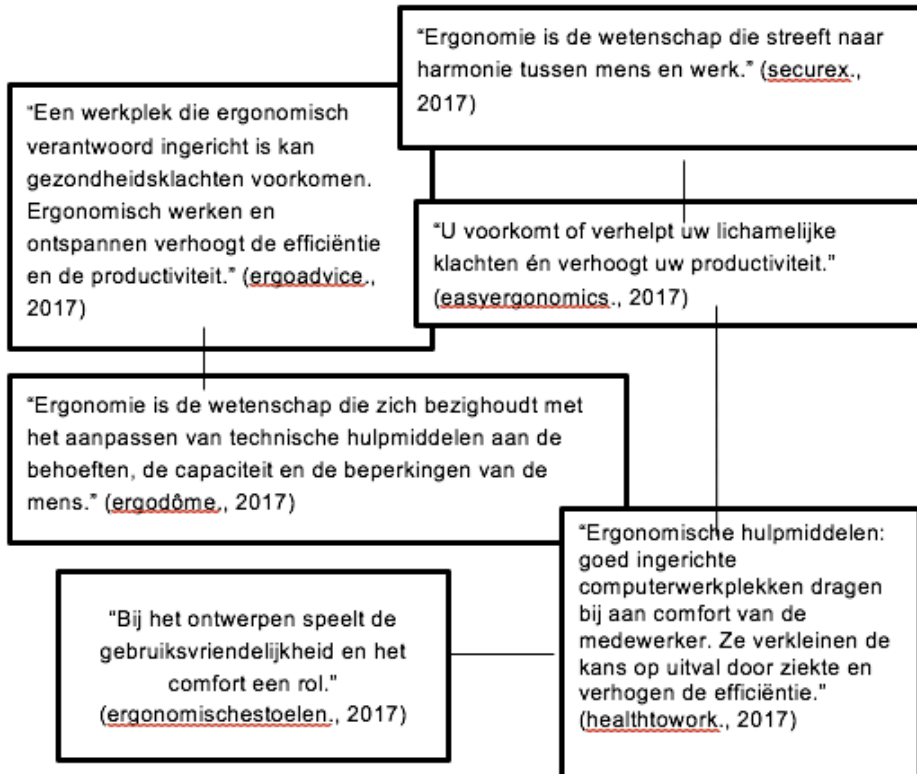 “Ergonomie is de wetenschap die streeft naar
harmonie tussen mens en werk.” (securex.,
2017)
“Een werkplek die ergonomisch
verantwoord ingericht is kan
gezondheidsklachten voorkomen.
Ergonomisch werken en
ontspannen verhoogt de efficiëntie
en de productiviteit.” (ergoadvice.,
2017)
“U voorkomt of verhelpt uw lichamelijke
klachten én verhoogt uw productiviteit."
(easyergonomics., 2017)
“Ergonomie is de wetenschap die zich bezighoudt met
het aanpassen van technische hulpmiddelen aan de
behoeften, de capaciteit en de beperkingen van de
mens.” (ergodôme., 2017)
“Ergonomische hulpmiddelen:
goed ingerichte
computerwerkplekken dragen
bij aan comfort van de
medewerker. Ze verkleinen de
kans op uitval door ziekte en
verhogen de efficiëntie."
(healthtowork., 2017)
“Bij het ontwerpen speelt de
gebruiksvriendelijkheid en het
comfort een rol."
(ergonomischestoelen., 2017)